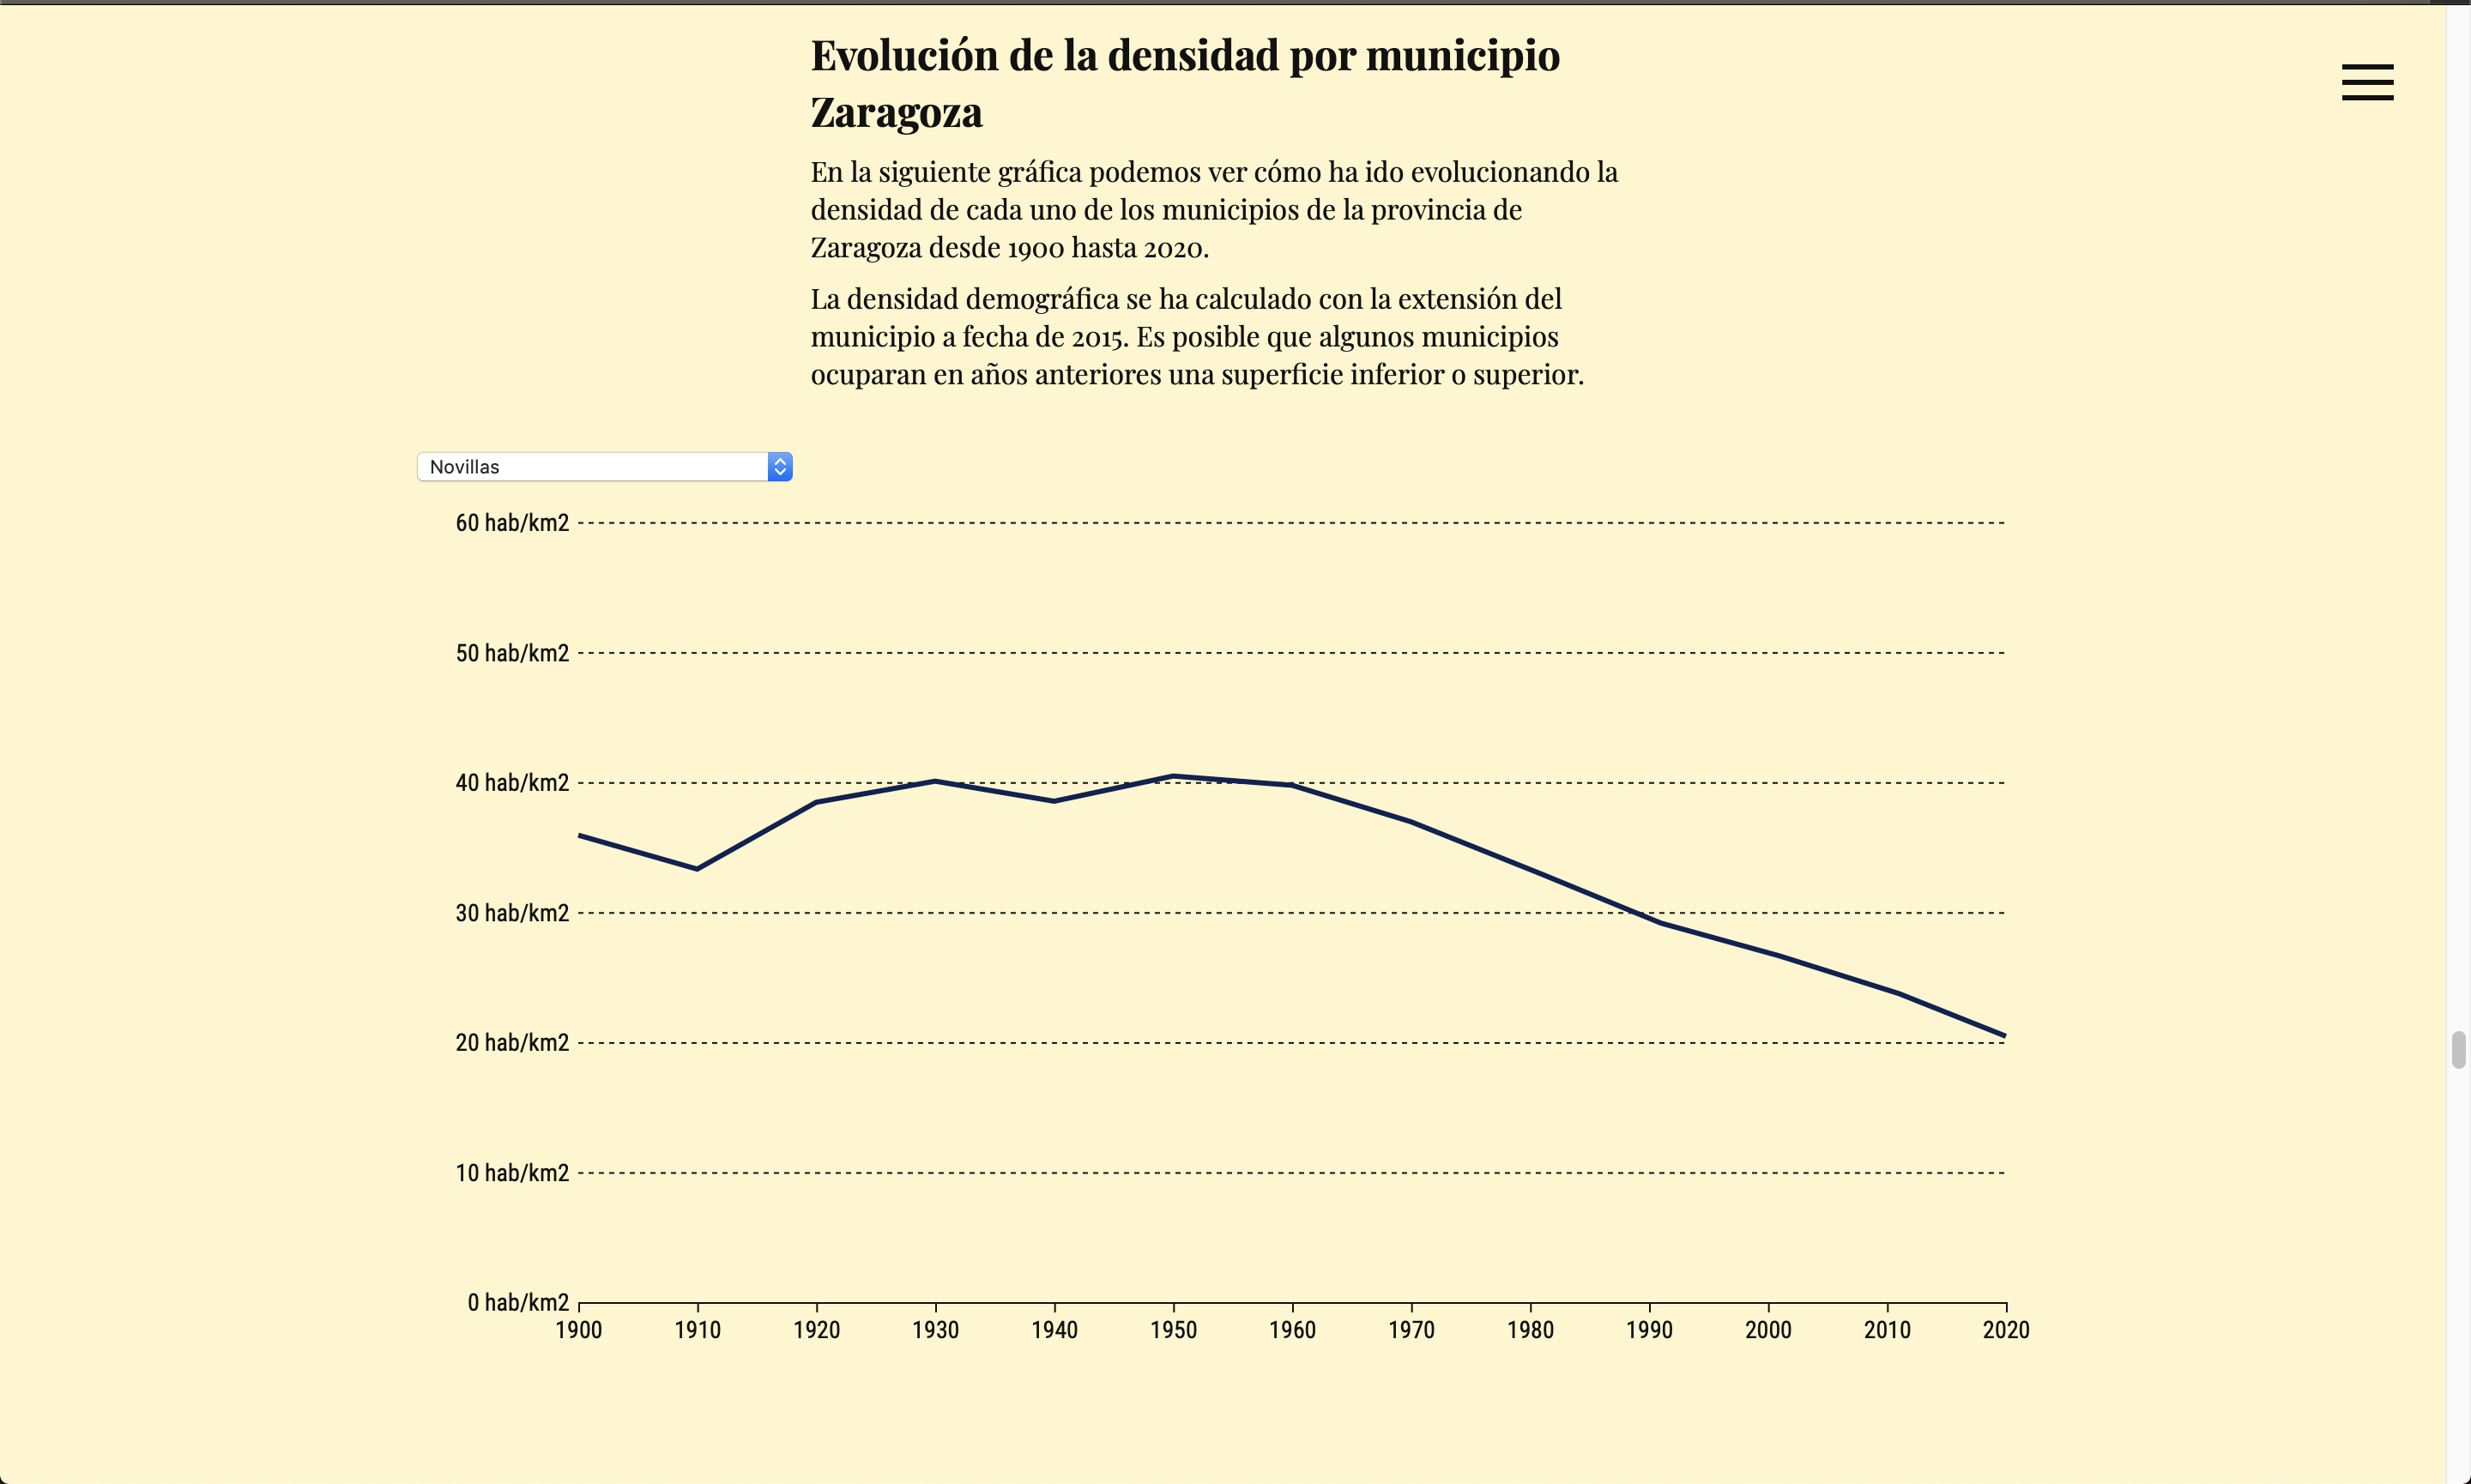 Evolución de la densidad por municipio
Zaragoza
En la siguiente gráfica podemos ver cómo ha ido evolucionando la
densidad de cada uno de los municipios de la provincia de
Zaragoza desde 1900 hasta 2020.
La densidad demográfica se ha calculado con la extensión del
municipio a fecha de 2015. Es posible que algunos municipios
ocuparan en años anteriores una superficie inferior o superior.
Novillas
60 hab/km2
50 hab/km2
40 hab/km2
30 hab/km2
20 hab/km2
10 hab/km2
0 hab/km2
1900 1910 1920 1930 1940 1950 1960 1970 1980 1990 2000 2010 2020